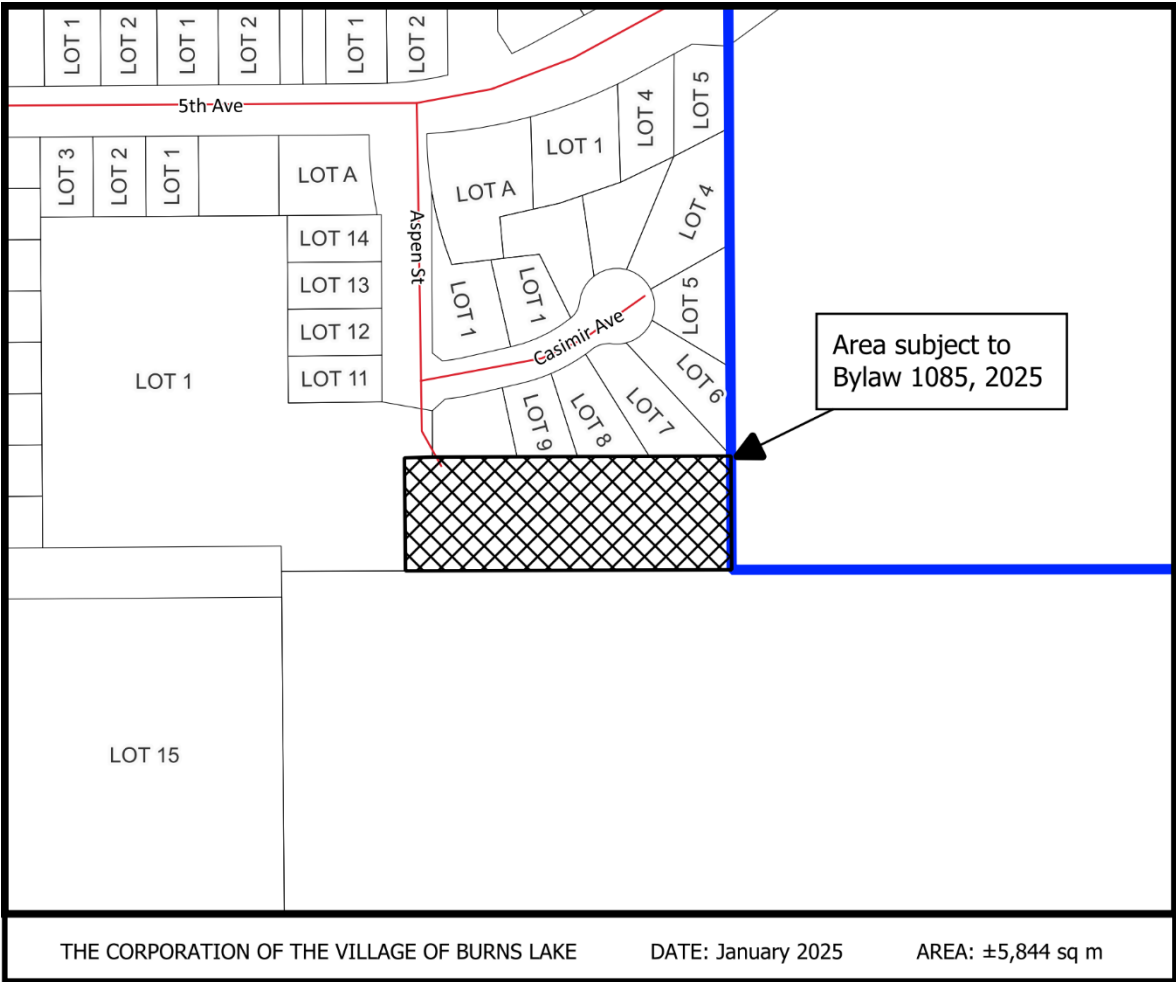 LOT 1
LOT 2
LOT 1
LOT 2
LOT 1
LOT 2
5th Ave
LOT 3
LOT 2
LOT 1
LOT A
LOT A
LOT 1
LOT 4
LOT 5
LOT 4
LOT 14
LOT 13
LOT 12
LOT 11
Aspen St
LOT 1
LOT 1
LOT 5
Casimir Ave
LOT 1
LOT 6
LOT 7
LOT 8
LOT 9
Area subject to
Bylaw 1085, 2025
LOT 15
THE CORPORATION OF THE VILLAGE OF BURNS LAKE
DATE: January 2025
AREA: ±5,844 sq m